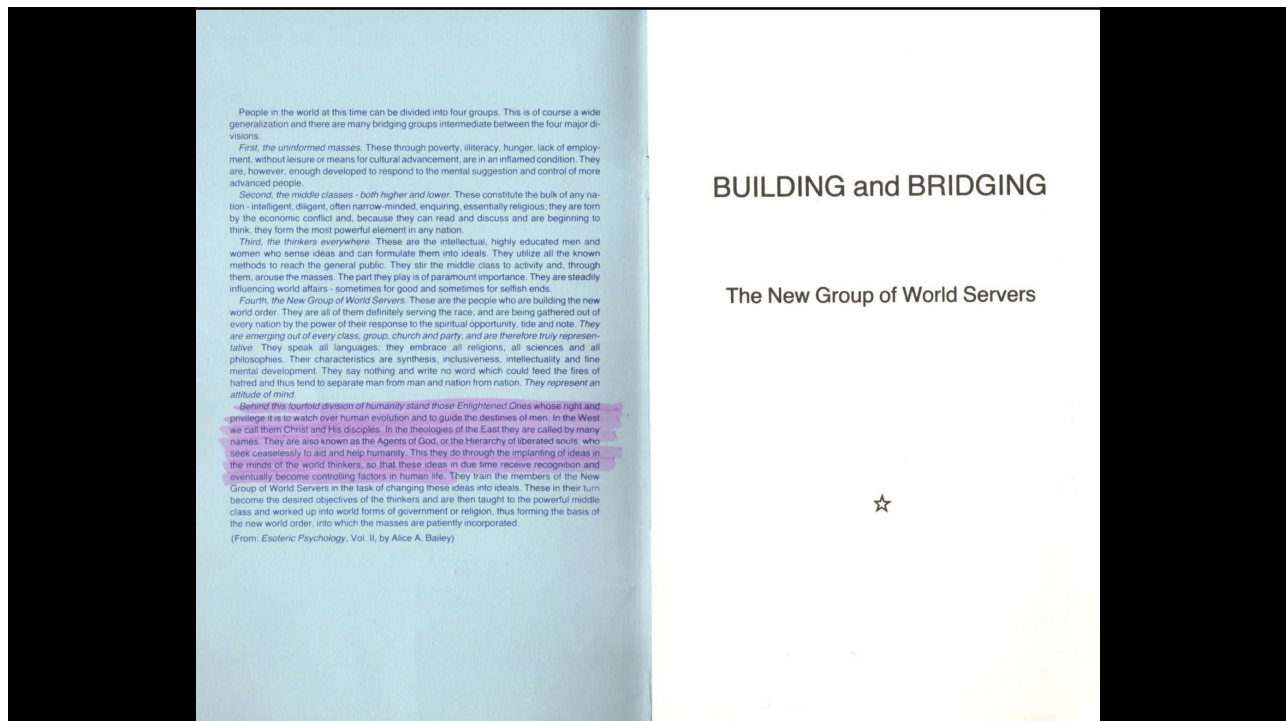 People in the world at this time can be divided into four groups. This is of course a wide
generalization and there are many bridging groups intermediate between the four major di-
visions.
First, the uninformed masses. These through poverty, illiteracy, hunger, lack of employ-
ment, without leisure or means for cultural advancement, are in an inflamed condition. They
are, however, enough developed to respond to the mental suggestion and control of more
advanced people.
Second, the middle classes - both higher and lower. These constitute the bulk of any na-
tion - intelligent, diligent, often narrow-minded, enquiring, essentially religious; they are torn
by the economic conflict and, because they can read and discuss and are beginning to
think, they form the most powerful element in any nation.
Third, the thinkers everywhere. These are the intellectual, highly educated men and
women who sense ideas and can formulate them into ideals. They utilize all the known
methods to reach the general public. They stir the middle class to activity and, through
them, arouse the masses. The part they play is of paramount importance. They are steadily
influencing world affairs - sometimes for good and sometimes for selfish ends.
Fourth, the New Group of World Servers. These are the people who are building the new
world order. They are all of them definitely serving the race, and are being gathered out of
every nation by the power of their response to the spiritual opportunity, tide and note. They
are emerging out of every class, group, church and party, and are therefore truly represen-
tative. They speak all languages; they embrace all religions, all sciences and all
philosophies. Their characteristics are synthesis, inclusiveness, intellectuality and fine
mental development. They say nothing and write no word which could feed the fires of
hatred and thus tend to separate man from man and nation from nation. They represent an
attitude of mind.
Behind this fourfold division of humanity stand those Enlightened Ones whose right and
privilege it is to watch over human evolution and to guide the destinies of men. In the West
we call them Christ and His disciples. In the theologies of the East they are called by many
names. They are also known as the Agents of God, or the Hierarchy of liberated souls, who
seek ceaselessly to aid and help humanity. This they do through the implanting of ideas in
the minds of the world thinkers, so that these ideas in due time receive recognition and
eventually become controlling factors in human life. They train the members of the New
Group of World Servers in the task of changing these ideas into ideals. These in their turn
become the desired objectives of the thinkers and are then taught to the powerful middle
class and worked up into world forms of government or religion, thus forming the basis of
the new world order, into which the masses are patiently incorporated.
(From: Esoteric Psychology, Vol. II, by Alice A. Bailey)
BUILDING and BRIDGING
The New Group of World Servers